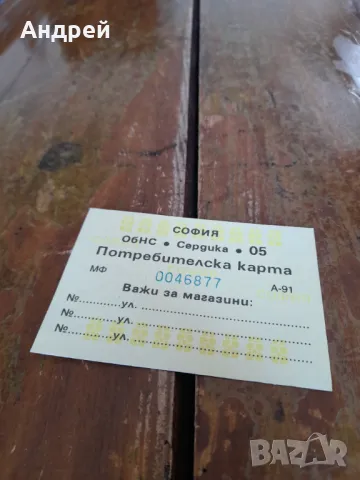 Андрей
СОФИЯ
ОбНС • Сердика • 05
Потребителска карта
МФ 0046877 А-91
Важи за магазини:
№............ул. ...........................
№............ул. ...........................
№............ул. ...........................
BAZAR